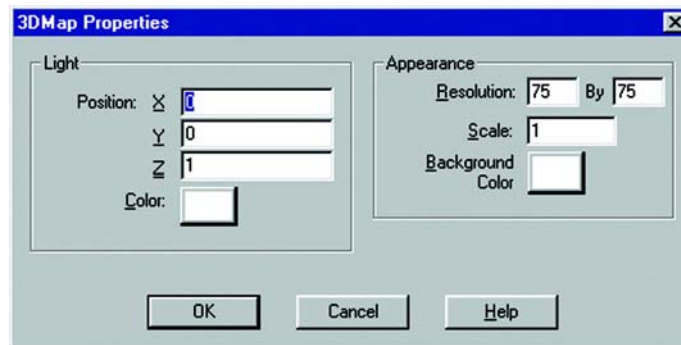 3DMap Properties
Light
Position: X 0
Y 0
Z 1
Color:
Appearance
Resolution: 75 By 75
Scale: 1
Background
Color
OK Cancel Help